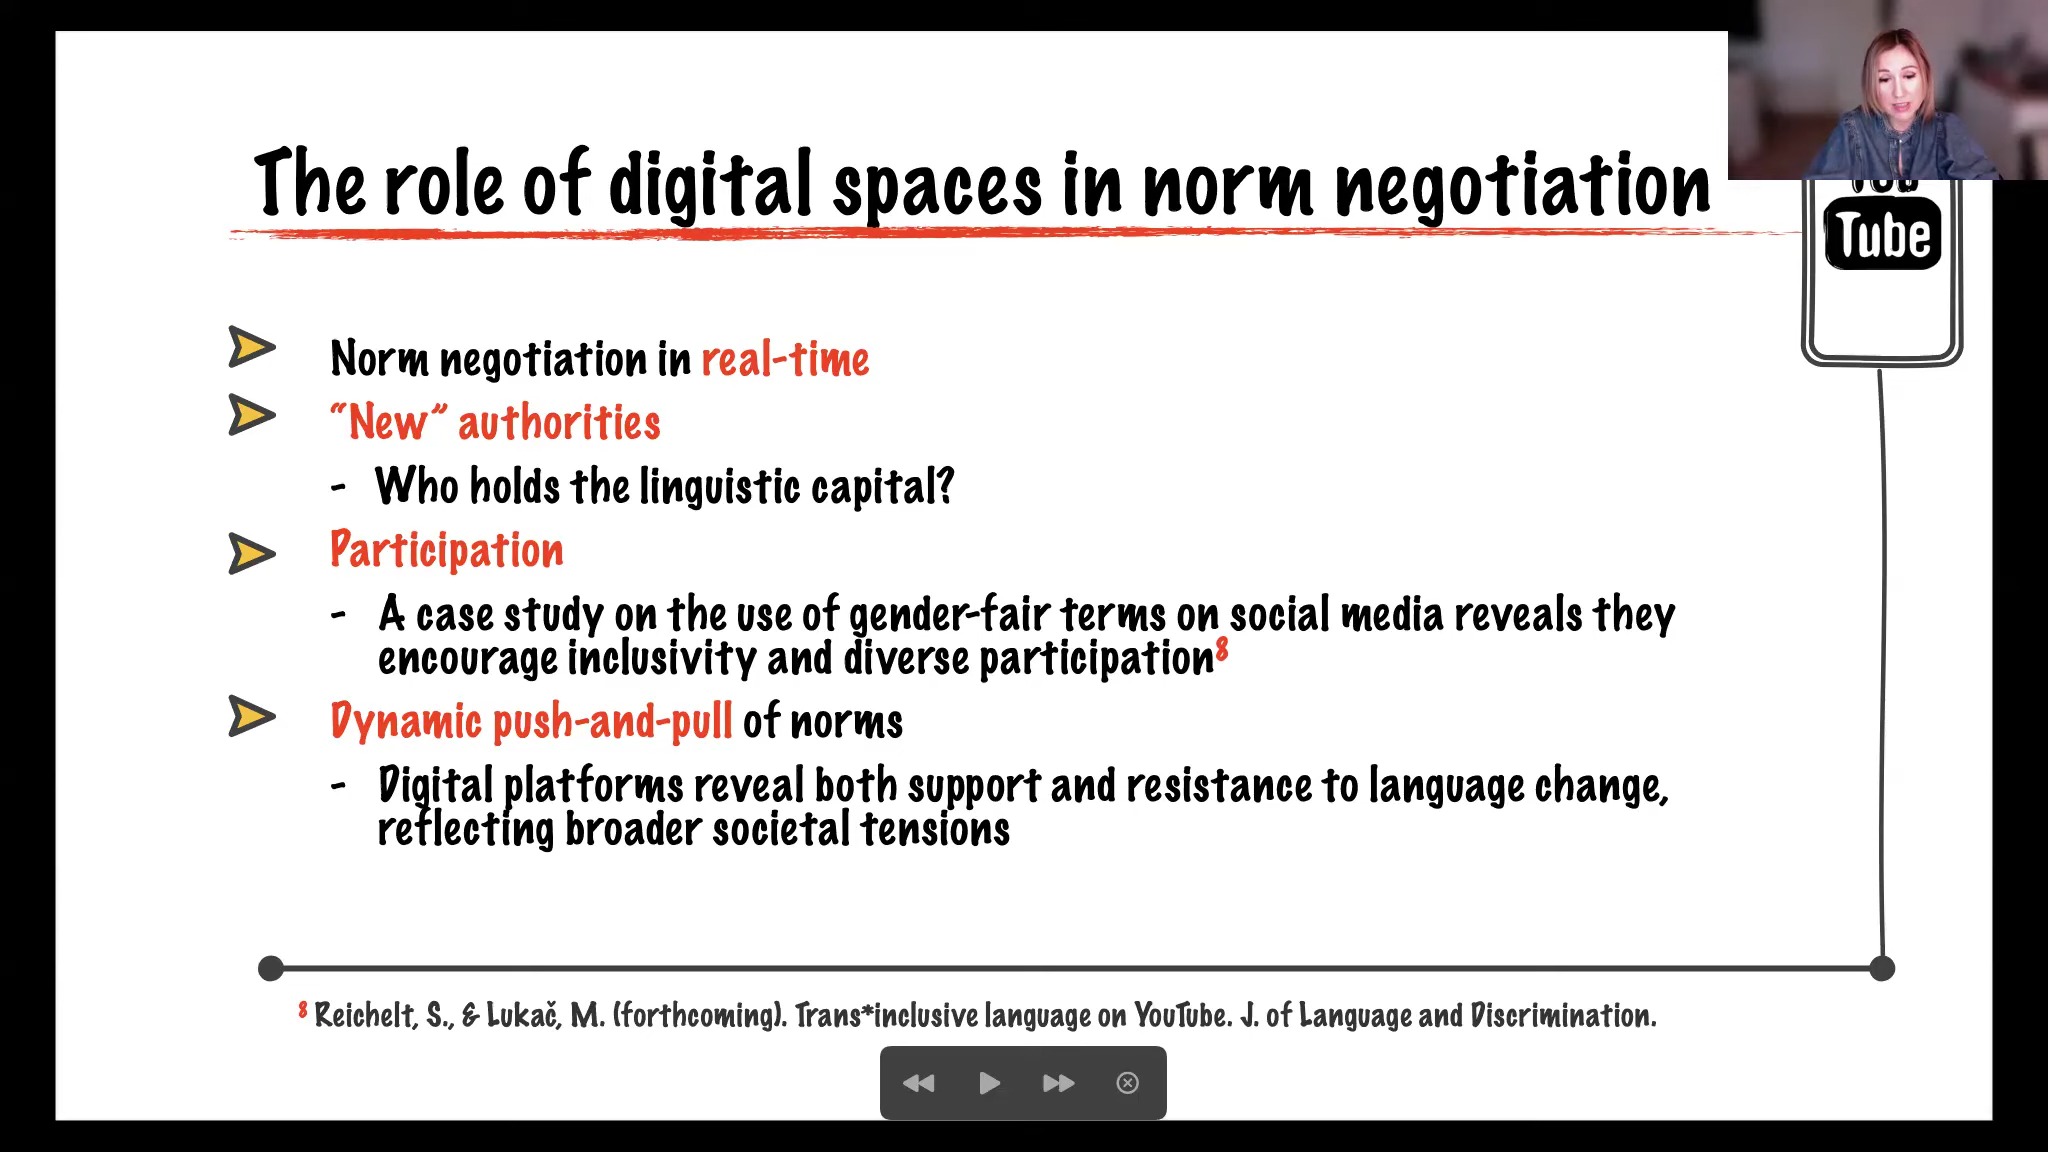 The role of digital spaces in norm negotiation
Tube
Norm negotiation in real-time
“New” authorities
- Who holds the linguistic capital?
Participation
- A case study on the use of gender-fair terms on social media reveals they
encourage inclusivity and diverse participation⁸
Dynamic push-and-pull of norms
- Digital platforms reveal both support and resistance to language change,
reflecting broader societal tensions
⁸ Reichelt, S., & Lukač, M. (forthcoming). Trans*inclusive language on YouTube. J. of Language and Discrimination.